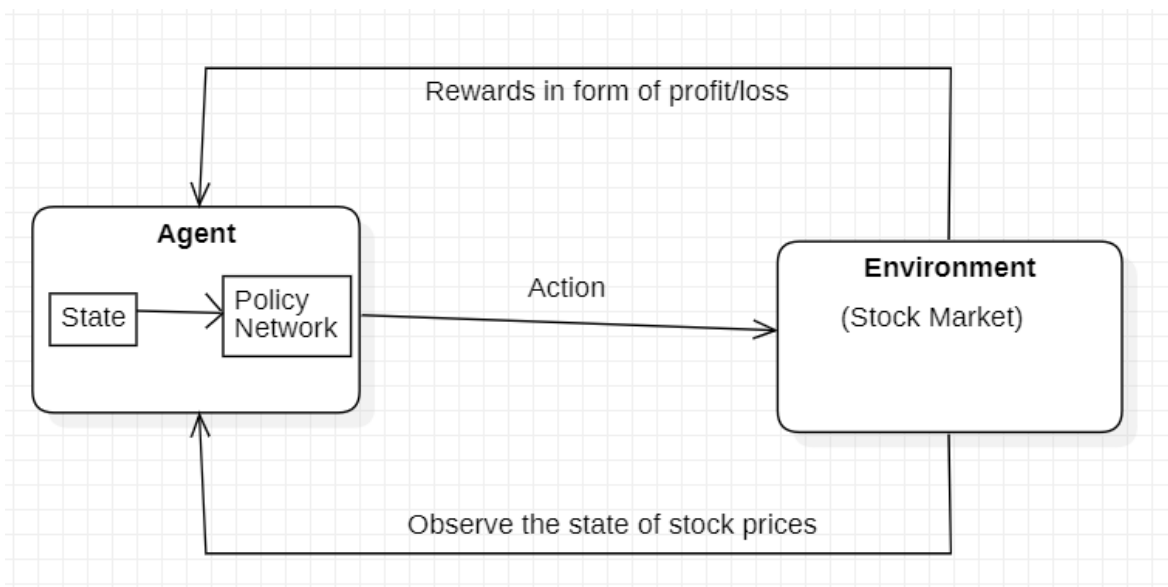 Rewards in form of profit/loss
Agent
State
Policy
Network
Action
Environment
(Stock Market)
Observe the state of stock prices